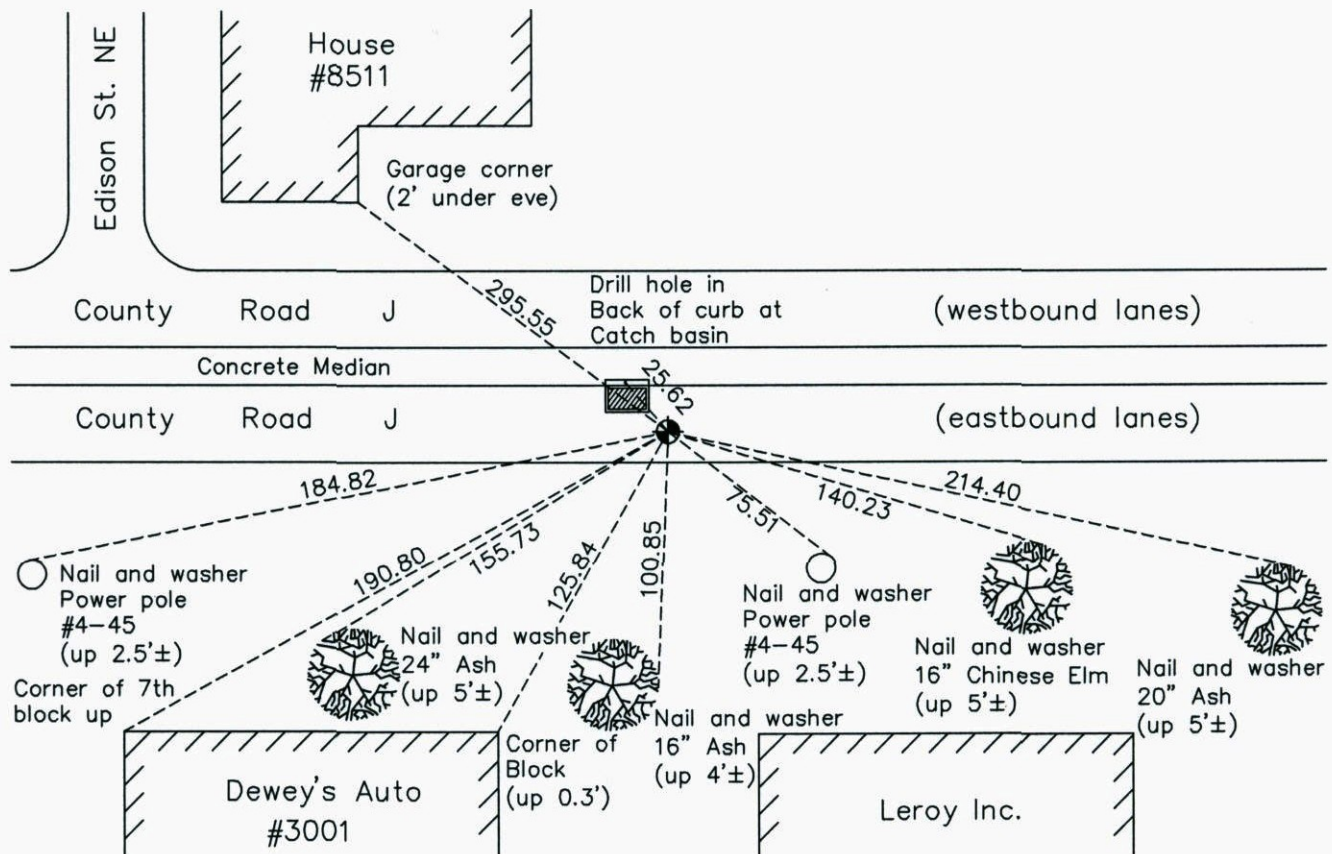 Edison St. NE
House
#8511
Garage corner
(2' under eve)
295.55
Drill hole in
Back of curb at
Catch basin
County Road J
(westbound lanes)
Concrete Median
25.62
County Road J
(eastbound lanes)
184.82
190.80
155.73
125.84
100.85
75.51
140.23
214.40
Nail and washer
Power pole
#4-45
(up 2.5'±)
Corner of 7th
block up
Nail and washer
24" Ash
(up 5'±)
Nail and washer
Power pole
#4-45
(up 2.5'±)
Nail and washer
16" Chinese Elm
(up 5'±)
Nail and washer
20" Ash
(up 5'±)
Corner of
Block
(up 0.3')
Nail and washer
16" Ash
(up 4'±)
Dewey's Auto
#3001
Leroy Inc.